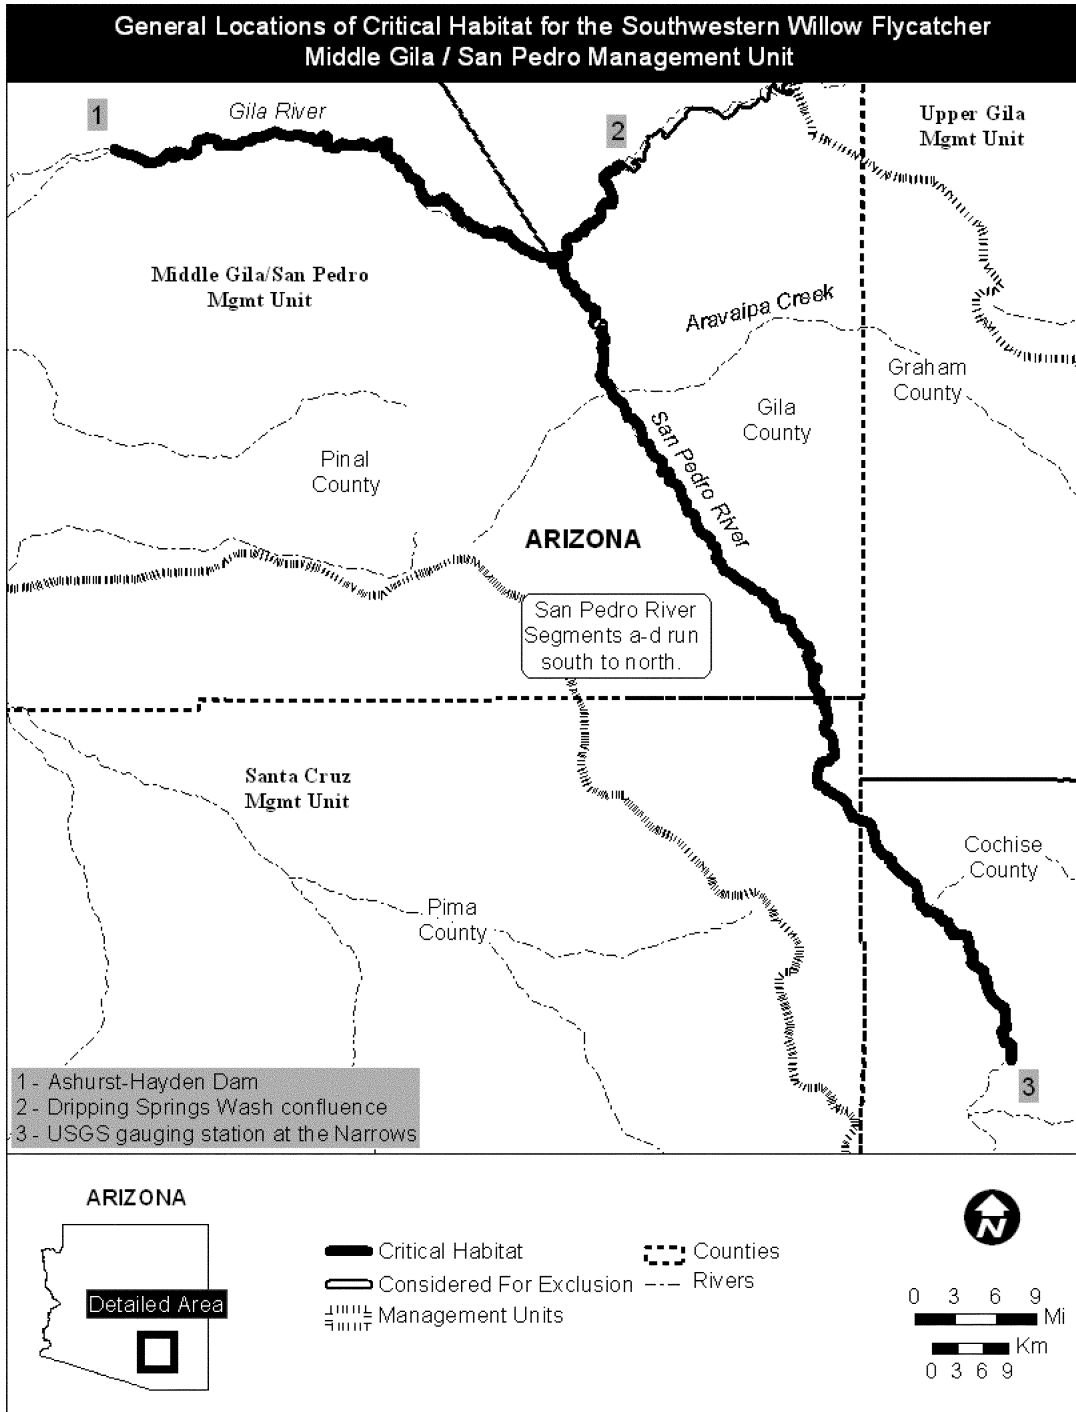 General Locations of Critical Habitat for the Southwestern Willow Flycatcher
Middle Gila / San Pedro Management Unit
1
Gila River
2
Upper Gila
Mgmt Unit
Middle Gila/San Pedro
Mgmt Unit
Aravaipa Creek
Graham
County
Gila
County
San Pedro River
Pinal
County
ARIZONA
San Pedro River
Segments a-d run
south to north.
Santa Cruz
Mgmt Unit
Cochise
County
Pima
County
3
1 - Ashurst-Hayden Dam
2 - Dripping Springs Wash confluence
3 - USGS gauging station at the Narrows
ARIZONA
Detailed Area
Critical Habitat
Considered For Exclusion
Management Units
Counties
Rivers
N
0 3 6 9
Mi
Km
0 3 6 9